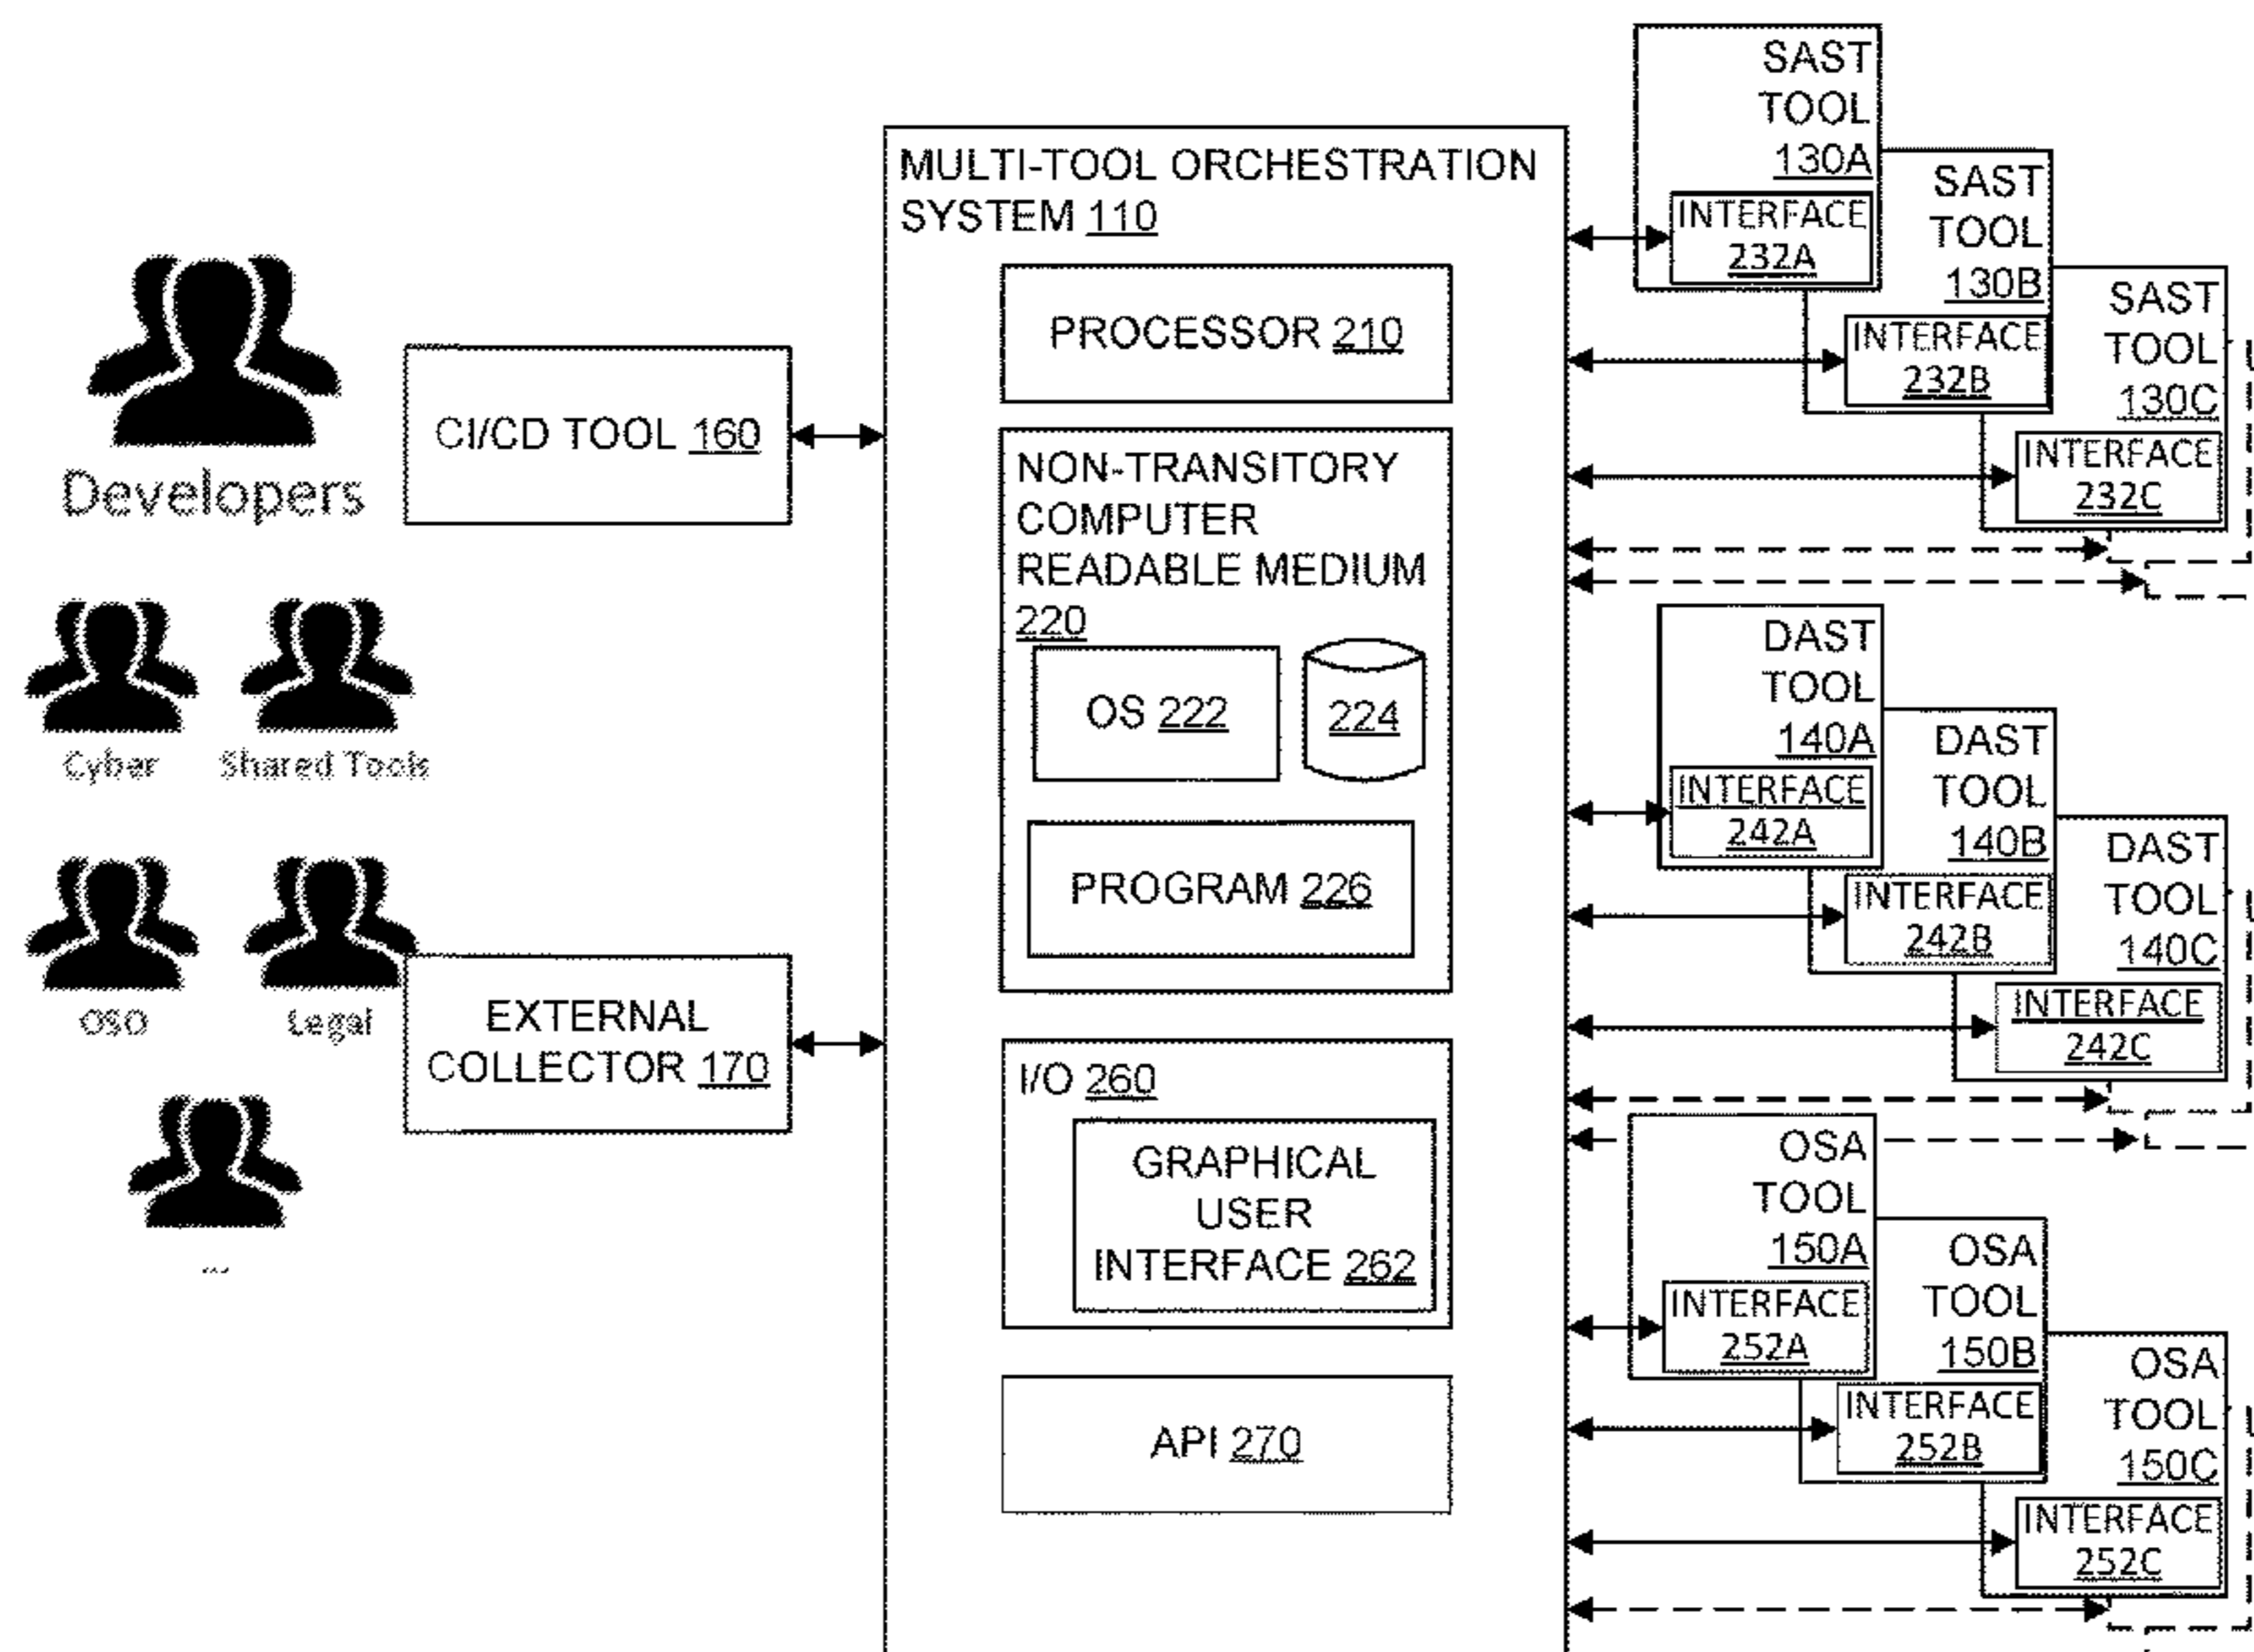 Developers
Cyber
Shared Tools
OSO
Legal
...
CI/CD TOOL 160
EXTERNAL
COLLECTOR 170
MULTI-TOOL ORCHESTRATION
SYSTEM 110
PROCESSOR 210
NON-TRANSITORY
COMPUTER
READABLE MEDIUM
220
OS 222
224
PROGRAM 226
I/O 260
GRAPHICAL
USER
INTERFACE 262
API 270
SAST
TOOL
130A
INTERFACE
232A
SAST
TOOL
130B
INTERFACE
232B
SAST
TOOL
130C
INTERFACE
232C
DAST
TOOL
140A
INTERFACE
242A
DAST
TOOL
140B
INTERFACE
242B
DAST
TOOL
140C
INTERFACE
242C
OSA
TOOL
150A
INTERFACE
252A
OSA
TOOL
150B
INTERFACE
252B
OSA
TOOL
150C
INTERFACE
252C